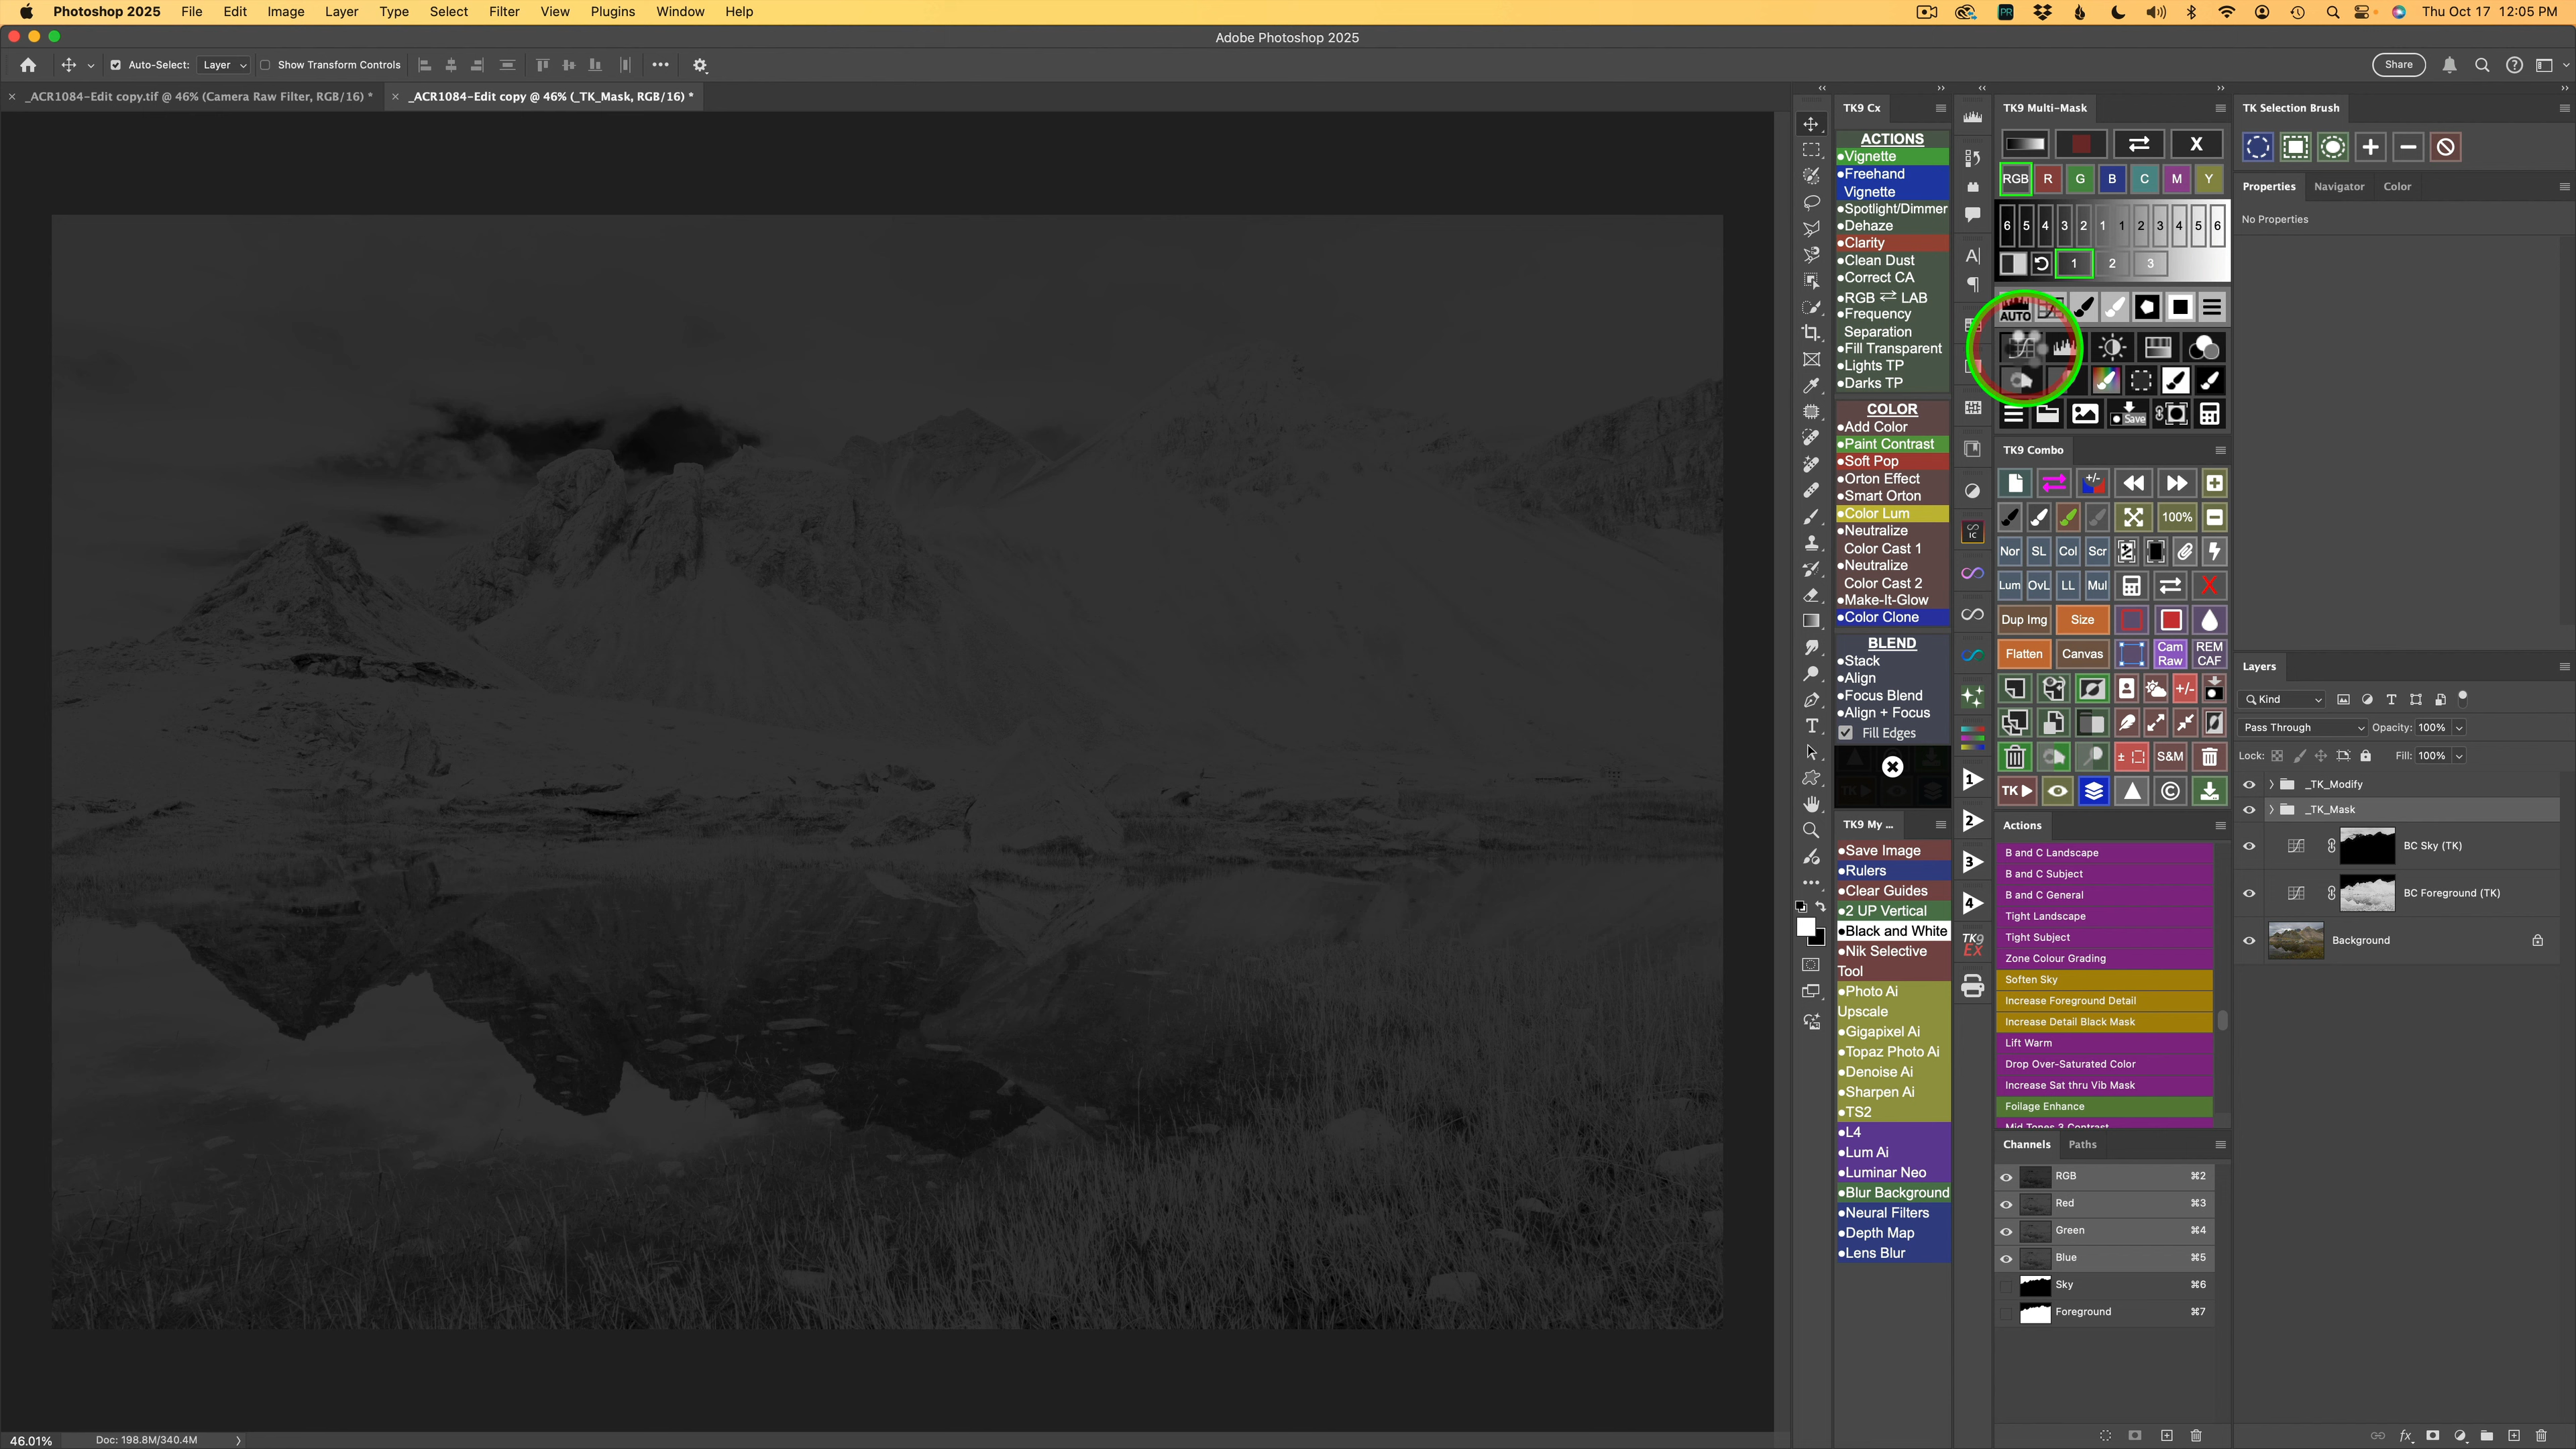 Photoshop 2025 File Edit Image Layer Type Select Filter View Plugins Window Help
Thu Oct 17 12:05 PM
Adobe Photoshop 2025
Auto-Select: Layer Show Transform Controls
Share
_ACR1084-Edit copy.tif @ 46% (Camera Raw Filter, RGB/16) *
_ACR1084-Edit copy @ 46% (_TK_Mask, RGB/16) *
TK9 Cx
ACTIONS
Vignette
Freehand
Vignette
Spotlight/Dimmer
Dehaze
Clarity
Clean Dust
Correct CA
RGB ⇄ LAB
Frequency
Separation
Fill Transparent
Lights TP
Darks TP
COLOR
Add Color
Paint Contrast
Soft Pop
Orton Effect
Smart Orton
Color Lum
Neutralize
Color Cast 1
Neutralize
Color Cast 2
Make-It-Glow
Color Clone
BLEND
Stack
Align
Focus Blend
Align + Focus
Fill Edges
TK9 My ...
Save Image
Rulers
Clear Guides
2 UP Vertical
Black and White
Nik Selective
Tool
Photo Ai
Upscale
Gigapixel Ai
Topaz Photo Ai
Denoise Ai
Sharpen Ai
TS2
L4
Lum Ai
Luminar Neo
Blur Background
Neural Filters
Depth Map
Lens Blur
IC
1
2
3
4
TK9
EX
TK9 Multi-Mask
X
RGB R G B C M Y
6 5 4 3 2 1 1 2 3 4 5 6
1 2 3
AUTO
Save
TK9 Combo
+/-
100%
Nor SL Col Scr
Lum OvL LL Mul
Dup Img Size
Flatten Canvas Cam Raw REM CAF
+/-
S&M
TK
Actions
B and C Landscape
B and C Subject
B and C General
Tight Landscape
Tight Subject
Zone Colour Grading
Soften Sky
Increase Foreground Detail
Increase Detail Black Mask
Lift Warm
Drop Over-Saturated Color
Increase Sat thru Vib Mask
Foilage Enhance
Mid Tones 3 Contrast
Channels Paths
RGB ⌘2
Red ⌘3
Green ⌘4
Blue ⌘5
Sky ⌘6
Foreground ⌘7
TK Selection Brush
Properties Navigator Color
No Properties
Layers
Kind
Pass Through Opacity: 100%
Lock: Fill: 100%
_TK_Modify
_TK_Mask
BC Sky (TK)
BC Foreground (TK)
Background
fx
46.01% Doc: 198.8M/340.4M